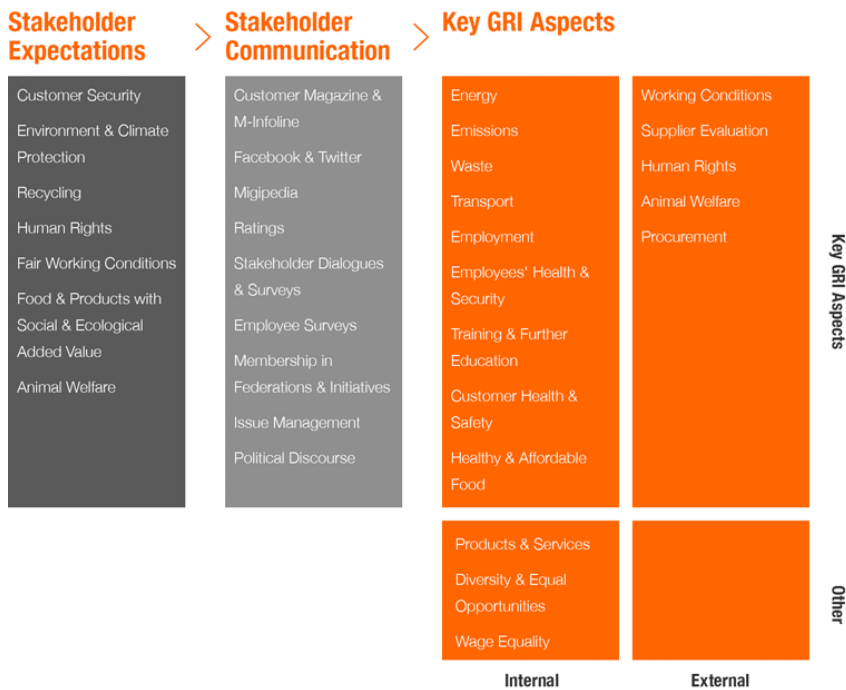 Stakeholder
Expectations
Stakeholder
Communication
Key GRI Aspects
Customer Security
Environment & Climate
Protection
Recycling
Human Rights
Fair Working Conditions
Food & Products with
Social & Ecological
Added Value
Animal Welfare
Customer Magazine &
M-Infoline
Facebook & Twitter
Migipedia
Ratings
Stakeholder Dialogues
& Surveys
Employee Surveys
Membership in
Federations & Initiatives
Issue Management
Political Discourse
Energy
Emissions
Waste
Transport
Employment
Employees' Health &
Security
Training & Further
Education
Customer Health &
Safety
Healthy & Affordable
Food
Working Conditions
Supplier Evaluation
Human Rights
Animal Welfare
Procurement
Key GRI Aspects
Products & Services
Diversity & Equal
Opportunities
Wage Equality
Other
Internal
External